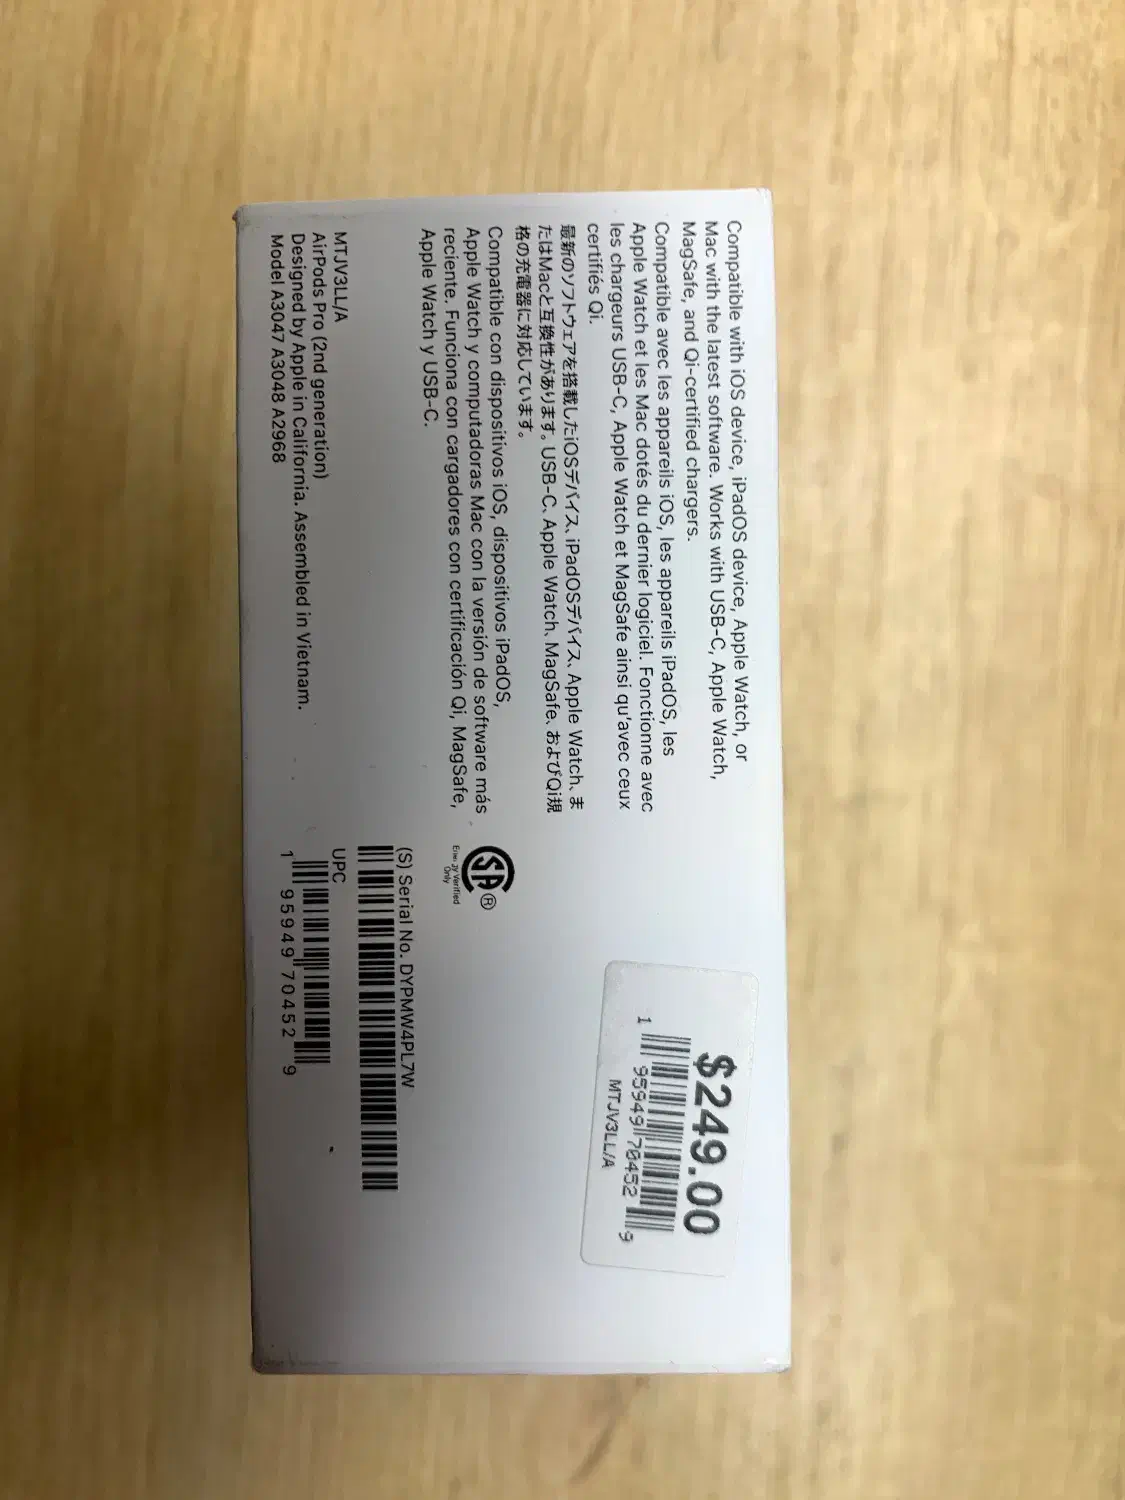 Compatible with iOS device, iPadOS device, Apple Watch, or
Mac with the latest software. Works with USB-C, Apple Watch,
MagSafe, and Qi-certified chargers.
Compatible avec les appareils iOS, les appareils iPadOS, les
Apple Watch et les Mac dotés du dernier logiciel. Fonctionne avec
les chargeurs USB-C, Apple Watch et MagSafe ainsi qu'avec ceux
certifiés Qi.
最新のソフトウェアを搭載したiOSデバイス、iPadOSデバイス、Apple Watch、ま
たはMacと互換性があります。USB-C、Apple Watch、MagSafe、およびQi規
格の充電器に対応しています。
Compatible con dispositivos iOS, dispositivos iPadOS,
Apple Watch y computadoras Mac con la versión de software más
reciente. Funciona con cargadores con certificación Qi, MagSafe,
Apple Watch y USB-C.
MTJV3LL/A
AirPods Pro (2nd generation)
Designed by Apple in California. Assembled in Vietnam.
Model A3047 A3048 A2968
SA®
Energy Verified
Only
(S) Serial No. DYPMW4PL7W
UPC
1 95949 70452 9
$249.00
1 95949 70452 9
MTJV3LL/A